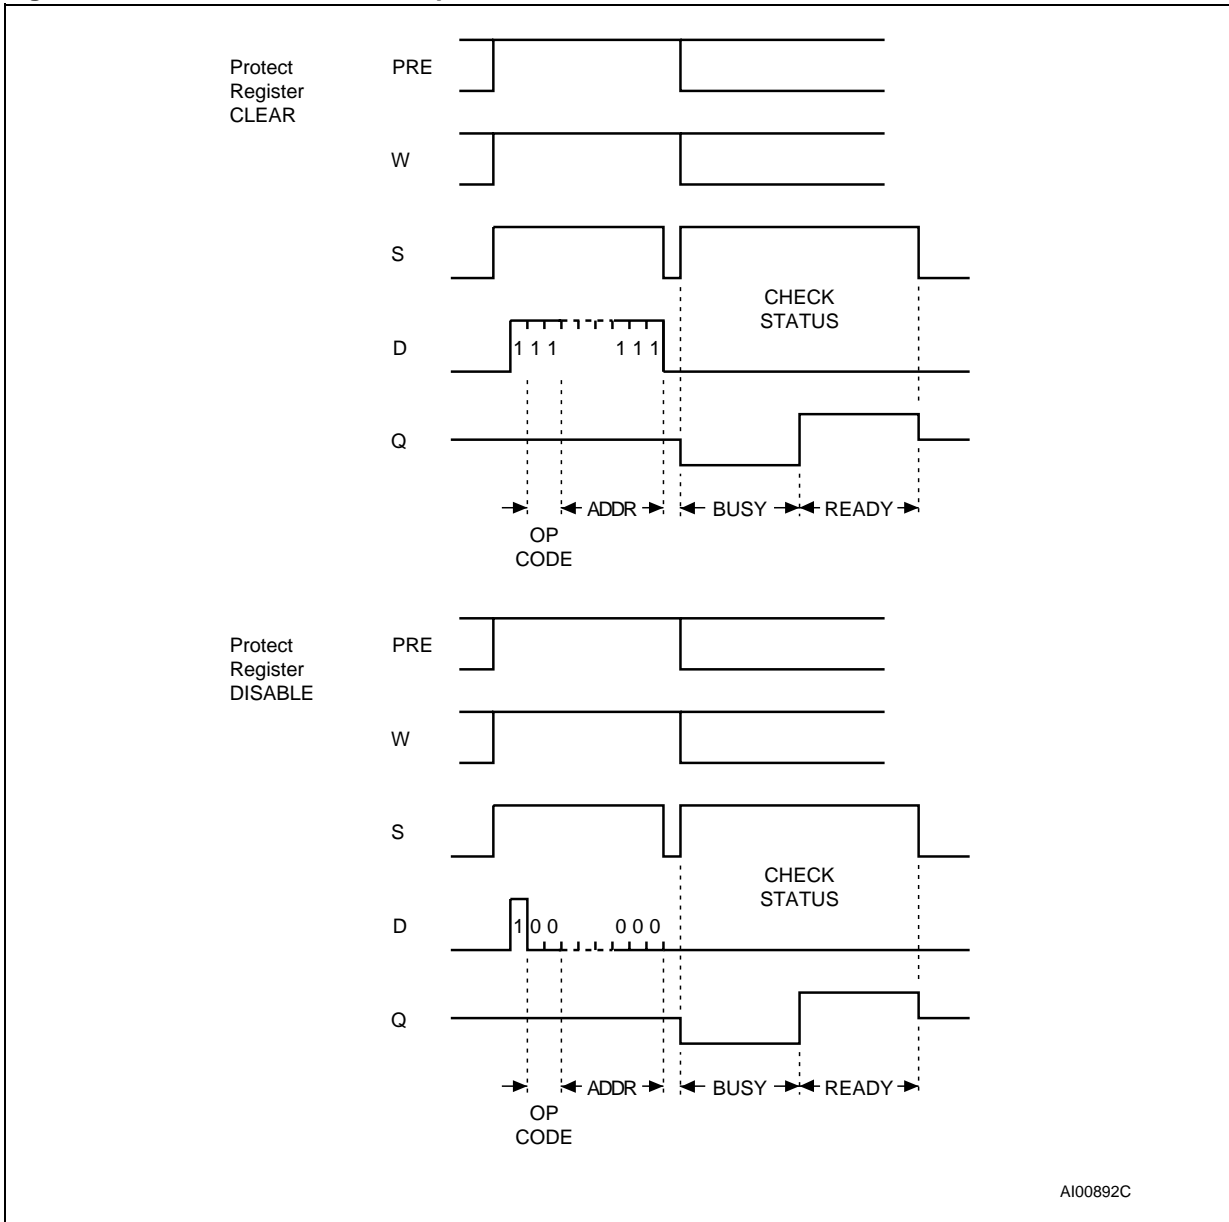 Protect
Register
CLEAR
PRE
W
S
CHECK
STATUS
D
1 1 1 1 1 1
Q
ADDR BUSY READY
OP
CODE
Protect
Register
DISABLE
PRE
W
S
CHECK
STATUS
D
1 0 0 0 0 0
Q
ADDR BUSY READY
OP
CODE
AI00892C